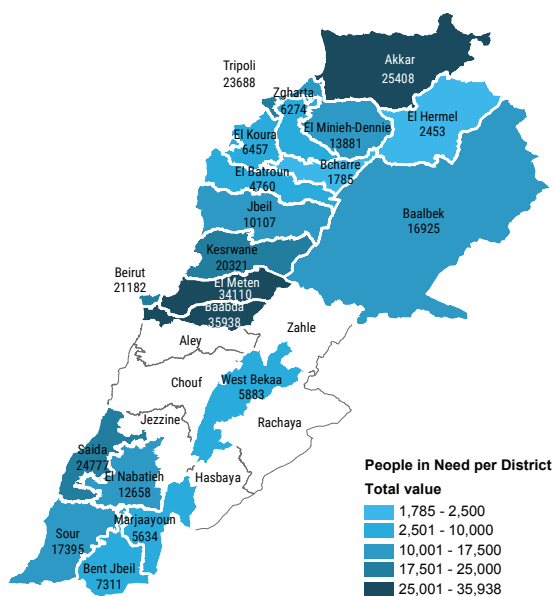 Akkar
25408
Tripoli
23688
Zgharta
6274
El Hermel
2453
El Minieh-Dennie
13881
El Koura
6457
Bcharre
1785
El Batroun
4760
Jbeil
10107
Baalbek
16925
Kesrwane
20321
Beirut
21182
El Meten
34110
Baabda
35938
Zahle
Aley
Chouf
West Bekaa
5883
Jezzine
Rachaya
Saida
24777
El Nabatieh
12658
Hasbaya
Marjaayoun
5634
Sour
17395
Bent Jbeil
7311
People in Need per District
Total value
1,785 - 2,500
2,501 - 10,000
10,001 - 17,500
17,501 - 25,000
25,001 - 35,938